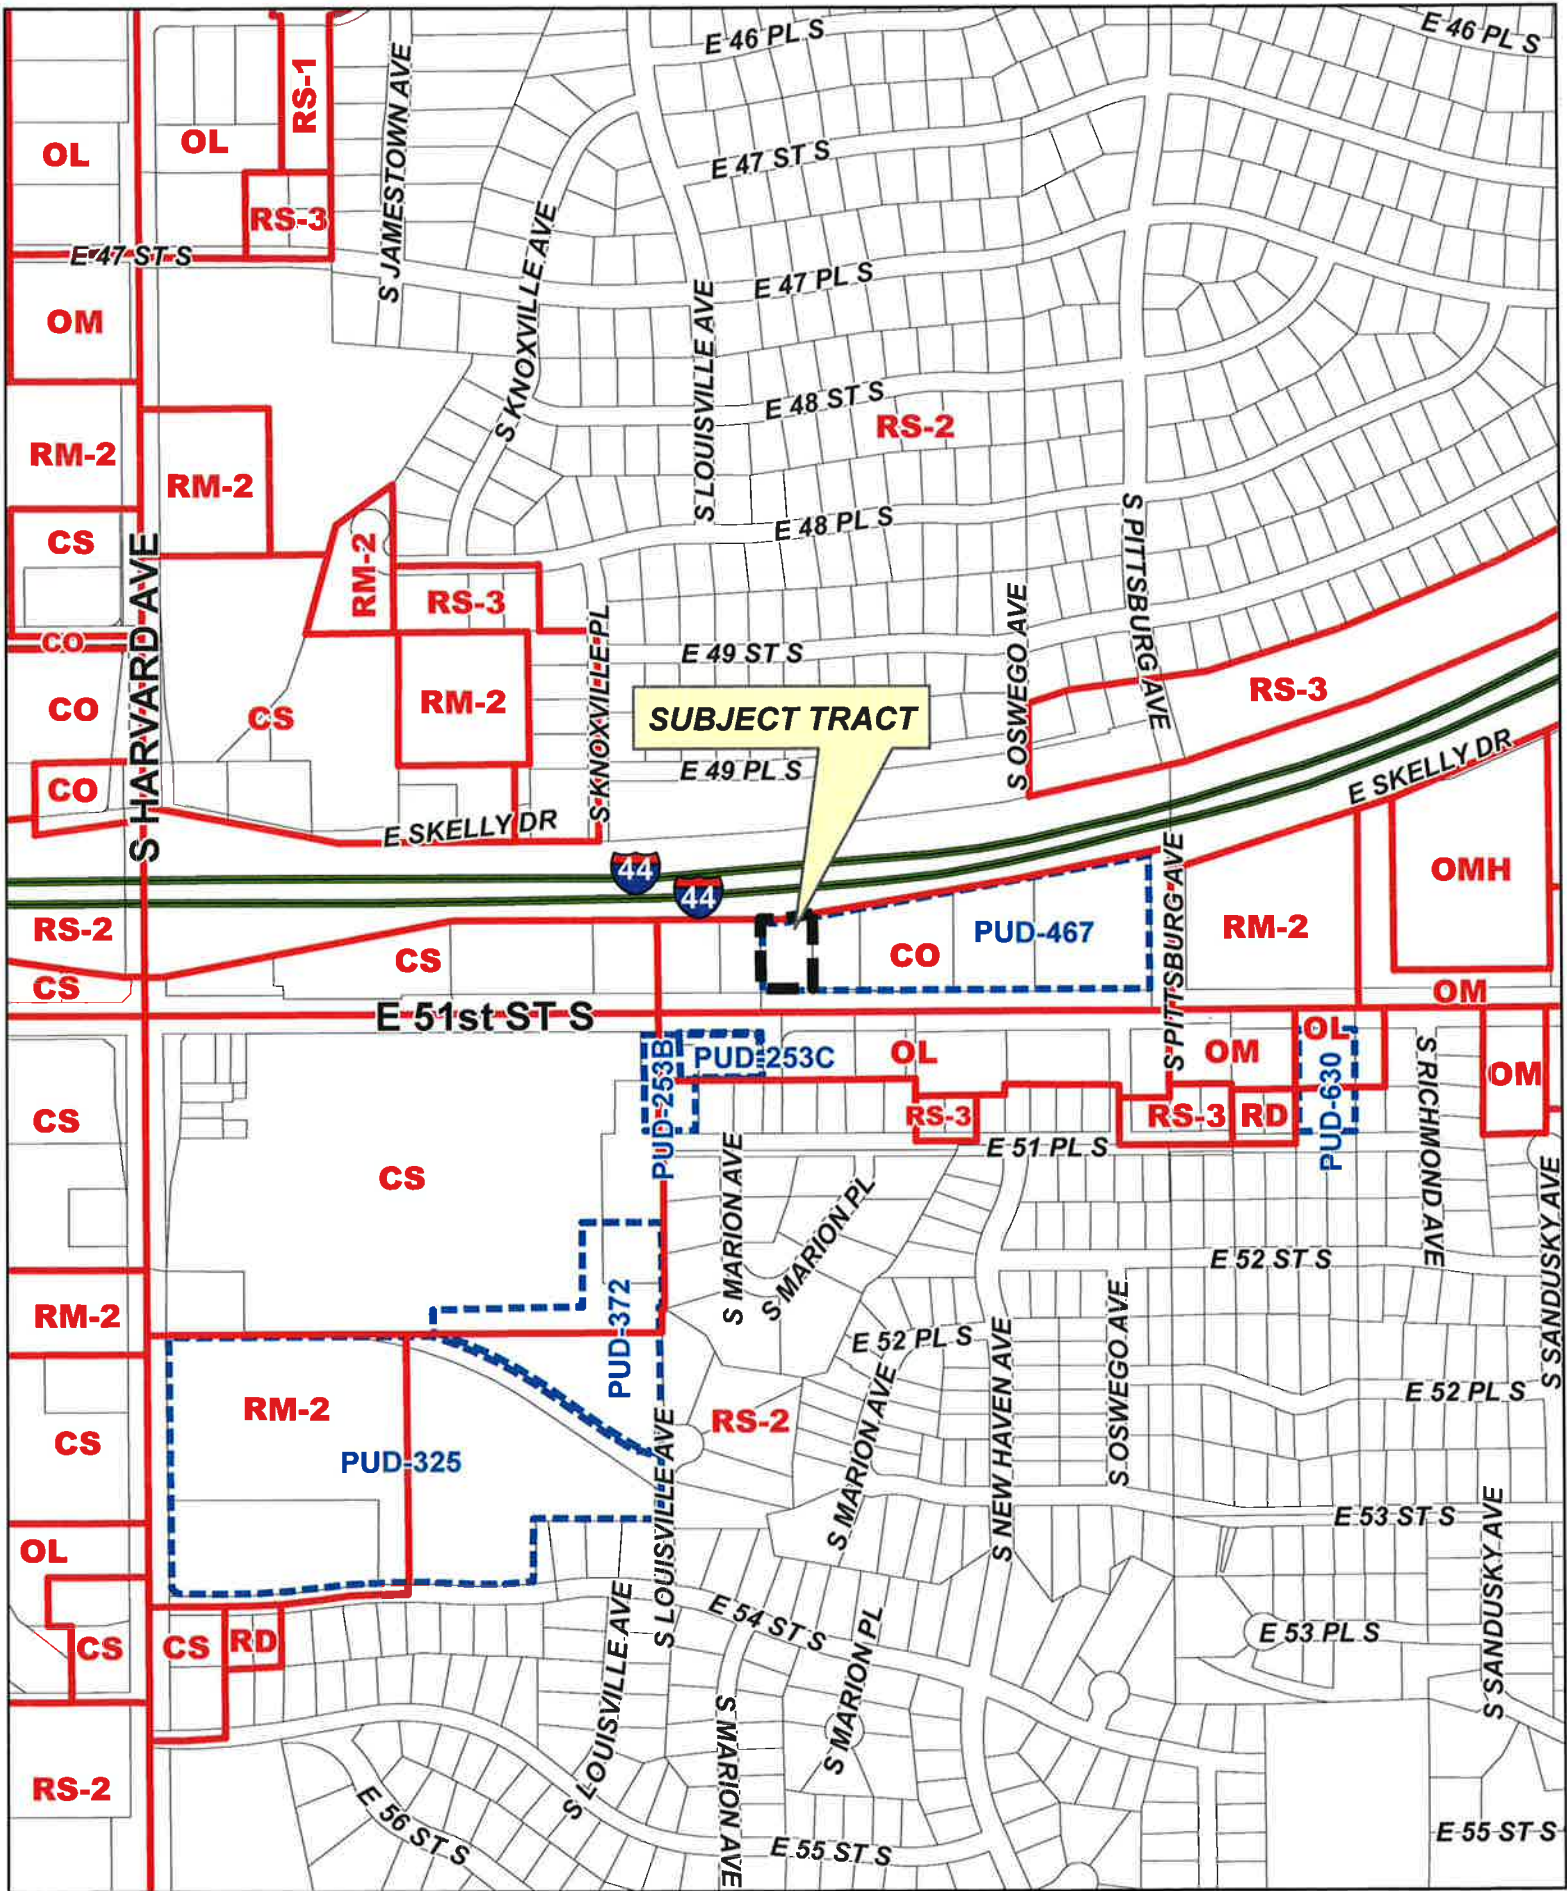 E 46 PL S
E 46 PL S
RS-1
S JAMESTOWN AVE
OL
OL
E 47 ST S
RS-3
E 47 ST S
S KNOXVILLE AVE
E 47 PL S
OM
S LOUISVILLE AVE
E 48 ST S
RS-2
RM-2
RM-2
E 48 PL S
S PITTSBURG AVE
CS
RM-2
RS-3
S HARVARD AVE
CO
S KNOXVILLE PL
E 49 ST S
S OSWEGO AVE
RS-3
CO
CS
RM-2
SUBJECT TRACT
E 49 PL S
CO
E SKELLY DR
E SKELLY DR
44
44
OMH
RS-2
CS
CO
PUD-467
S PITTSBURG AVE
RM-2
CS
OM
E 51st ST S
OL
PUD-253B
PUD-253C
OL
OM
PUD-630
S RICHMOND AVE
OM
CS
RS-3
RS-3
RD
E 51 PL S
CS
S MARION AVE
S MARION PL
E 52 ST S
S SANDUSKY AVE
RM-2
PUD-372
E 52 PL S
S OSWEGO AVE
S NEW HAVEN AVE
E 52 PL S
RM-2
RS-2
S MARION AVE
CS
PUD-325
S LOUISVILLE AVE
E 53 ST S
S SANDUSKY AVE
OL
CS
CS
RD
S LOUISVILLE AVE
E 54 ST S
S MARION PL
E 53 PL S
S MARION AVE
RS-2
E 56 ST S
E 55 ST S
E 55 ST S